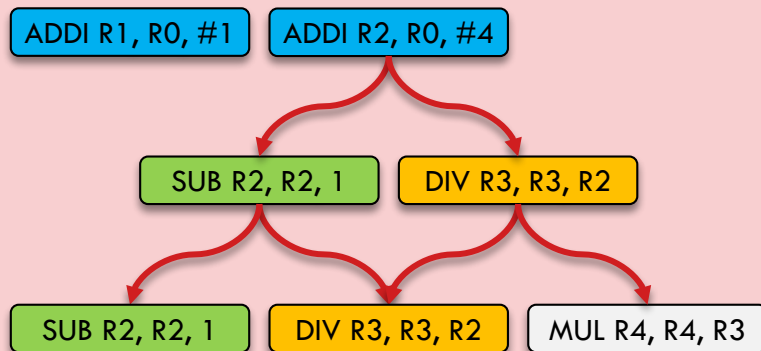 ADDI R1, R0, #1
ADDI R2, R0, #4
SUB R2, R2, 1
DIV R3, R3, R2
SUB R2, R2, 1
DIV R3, R3, R2
MUL R4, R4, R3